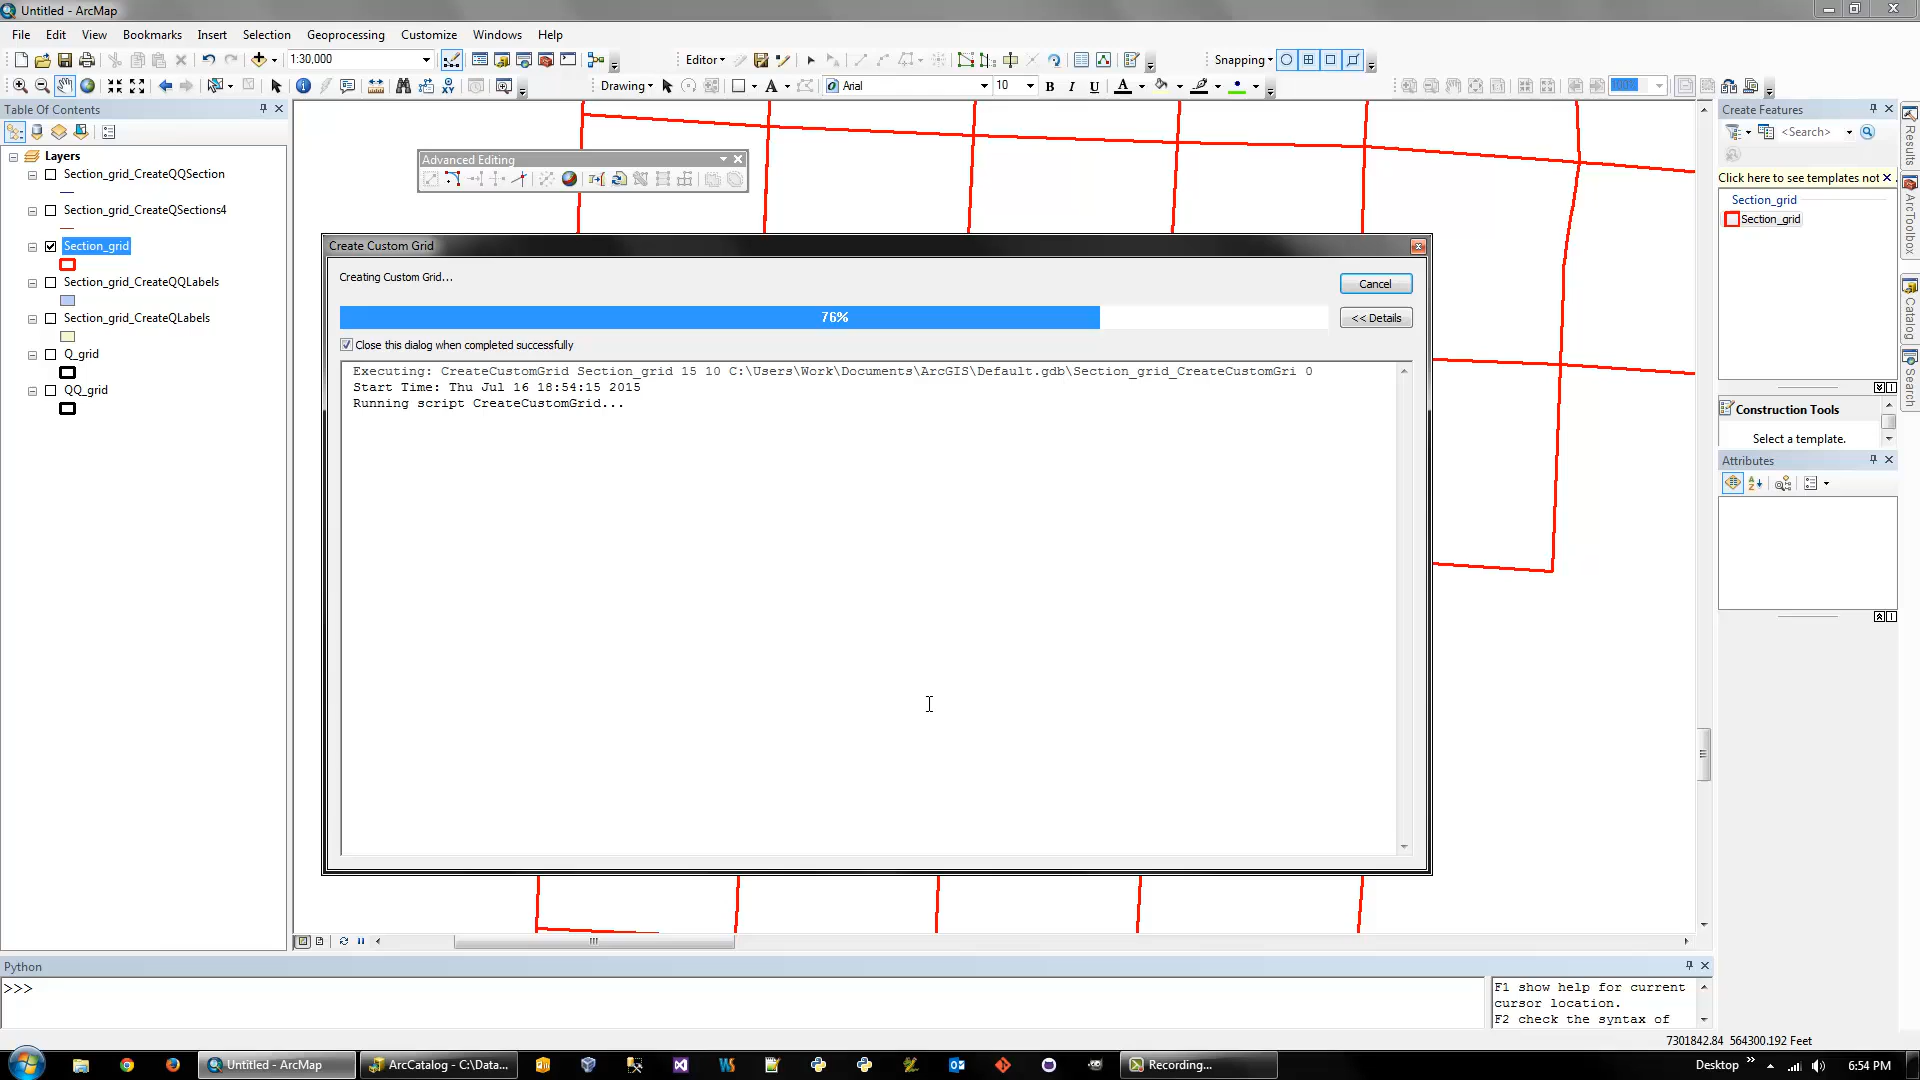 Untitled - ArcMap
File Edit View Bookmarks Insert Selection Geoprocessing Customize Windows Help
1:30,000 Editor Snapping
Drawing Arial 10 B I U A 100%
Table Of Contents
Layers
Section_grid_CreateQQSection
Section_grid_CreateQSections4
Section_grid
Section_grid_CreateQQLabels
Section_grid_CreateQLabels
Q_grid
QQ_grid
Advanced Editing
Create Custom Grid
Creating Custom Grid...
Cancel
76%
<< Details
Close this dialog when completed successfully
Executing: CreateCustomGrid Section_grid 15 10 C:\Users\Work\Documents\ArcGIS\Default.gdb\Section_grid_CreateCustomGri 0
Start Time: Thu Jul 16 18:54:15 2015
Running script CreateCustomGrid...
Create Features
<Search>
Click here to see templates not
Section_grid
Section_grid
Construction Tools
Select a template.
Attributes
Results
ArcToolbox
Catalog
Search
Python
>>>
F1 show help for current
cursor location.
F2 check the syntax of
7301842.84 564300.192 Feet
Untitled - ArcMap
ArcCatalog - C:\Data...
Recording...
Desktop
6:54 PM